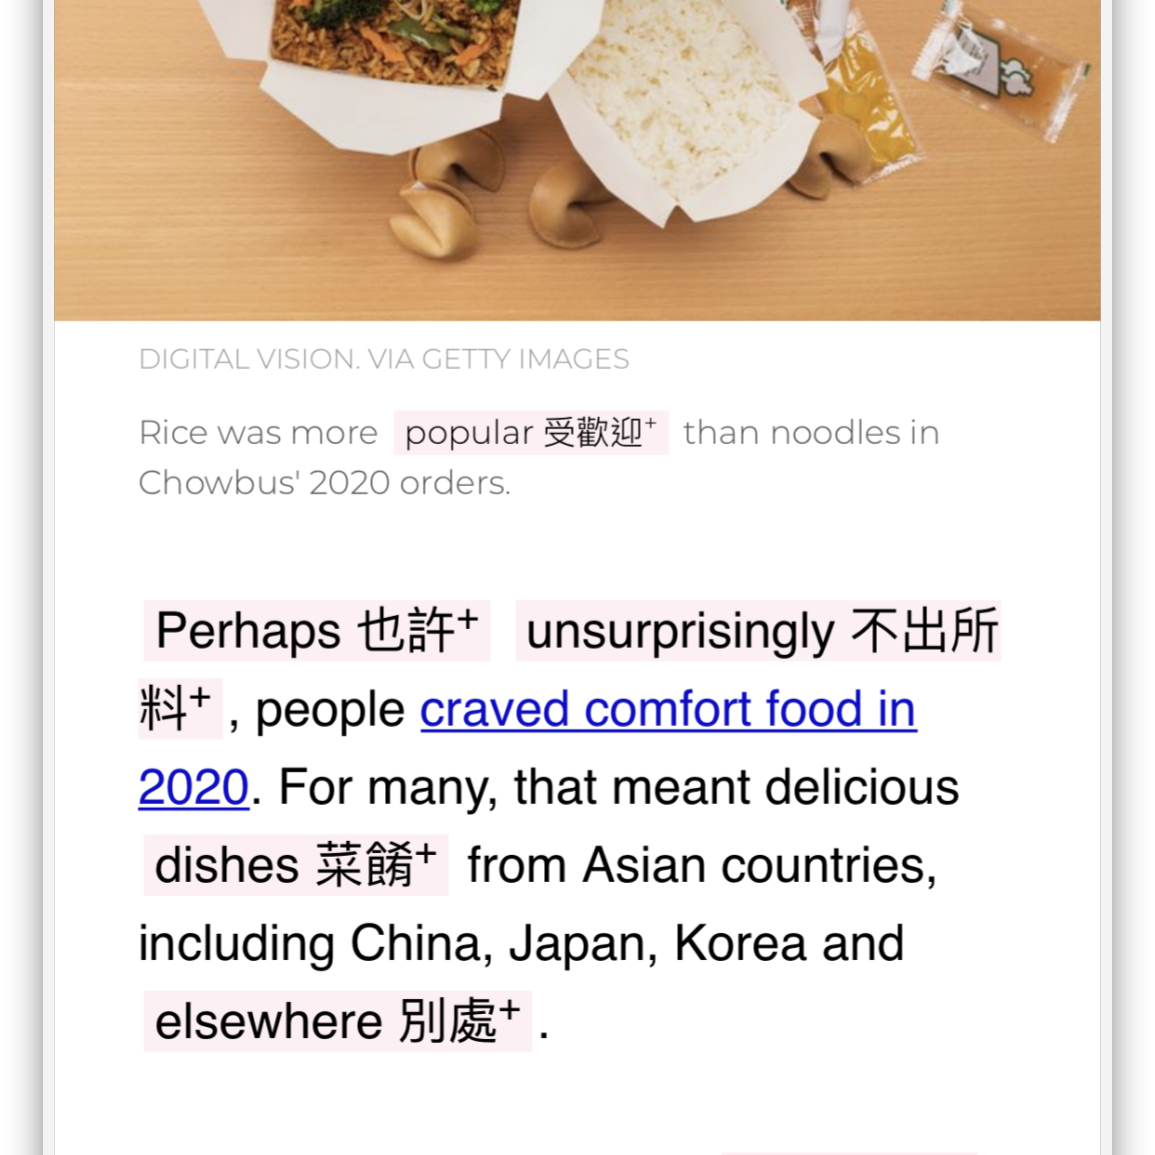 DIGITAL VISION. VIA GETTY IMAGES
Rice was more popular 受歡迎+ than noodles in
Chowbus' 2020 orders.
Perhaps 也許+ unsurprisingly 不出所
料+ , people craved comfort food in
2020. For many, that meant delicious
dishes 菜餚+ from Asian countries,
including China, Japan, Korea and
elsewhere 別處+ .